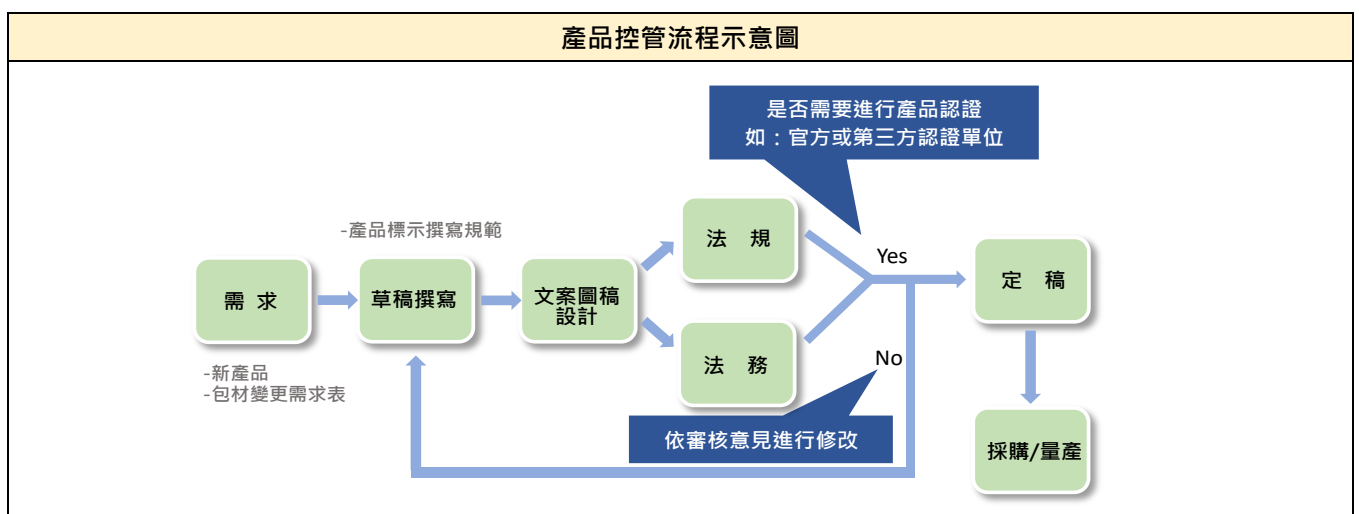 產品控管流程示意圖
是否需要進行產品認證
如：官方或第三方認證單位
-產品標示撰寫規範
法　規
Yes
需 求
草稿撰寫
文案圖稿
設計
定　稿
法　務
No
-新產品
-包材變更需求表
依審核意見進行修改
採購/量產